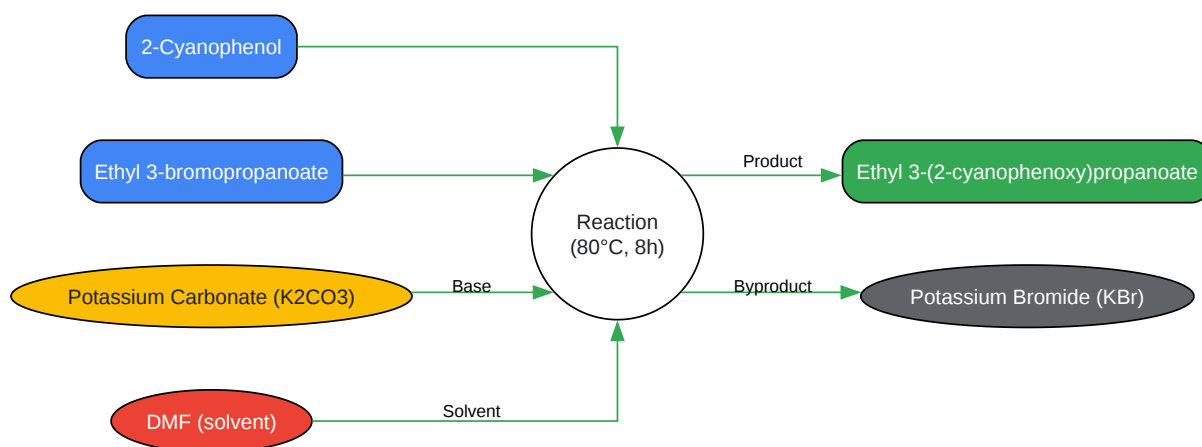 2-Cyanophenol
Ethyl 3-bromopropanoate
Product
Ethyl 3-(2-cyanophenoxy)propanoate
Reaction
(80°C, 8h)
Potassium Carbonate (K2CO3)
Base
Byproduct
Potassium Bromide (KBr)
DMF (solvent)
Solvent